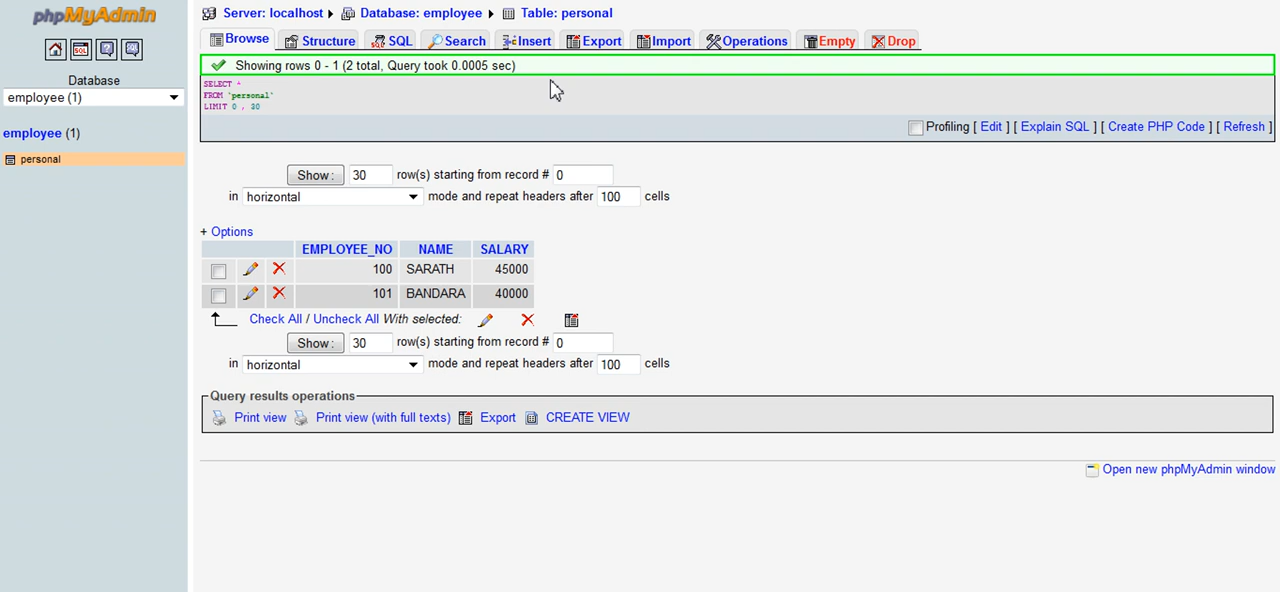 phpMyAdmin
Database
employee (1)
employee (1)
personal
Server: localhost Database: employee Table: personal
Browse Structure SQL Search Insert Export Import Operations Empty Drop
Showing rows 0 - 1 (2 total, Query took 0.0005 sec)
SELECT *
FROM `personal`
LIMIT 0 , 30
Profiling [ Edit ] [ Explain SQL ] [ Create PHP Code ] [ Refresh ]
Show : 30 row(s) starting from record # 0
in horizontal mode and repeat headers after 100 cells
+ Options
EMPLOYEE_NO NAME SALARY
100 SARATH 45000
101 BANDARA 40000
Check All / Uncheck All With selected:
Show : 30 row(s) starting from record # 0
in horizontal mode and repeat headers after 100 cells
Query results operations
Print view Print view (with full texts) Export CREATE VIEW
Open new phpMyAdmin window